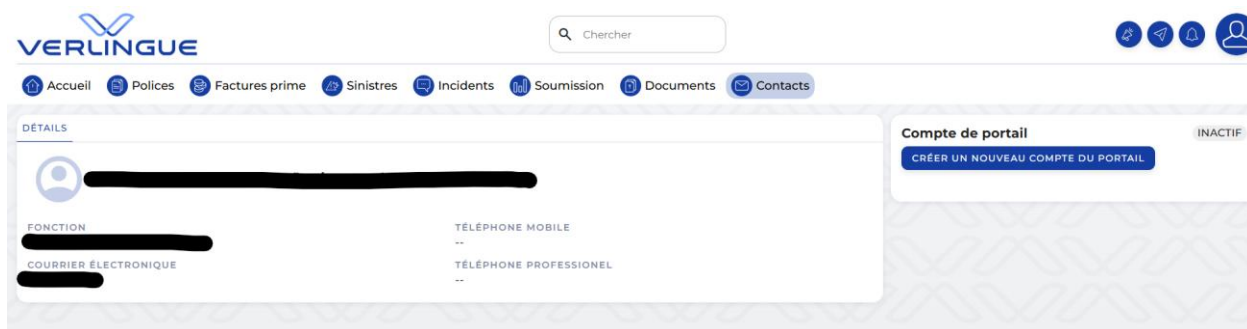 VERLINGUE
Chercher
Accueil Polices Factures prime Sinistres Incidents Soumission Documents Contacts
DÉTAILS
FONCTION
TÉLÉPHONE MOBILE
--
COURRIER ÉLECTRONIQUE
TÉLÉPHONE PROFESSIONEL
--
Compte de portail INACTIF
CRÉER UN NOUVEAU COMPTE DU PORTAIL